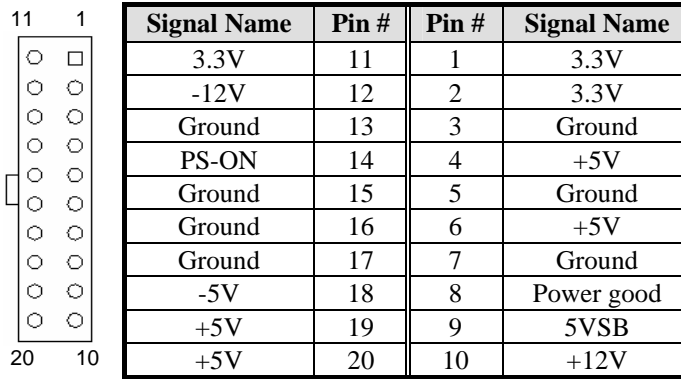 11 1
Signal Name Pin # Pin # Signal Name
3.3V 11 1 3.3V
-12V 12 2 3.3V
Ground 13 3 Ground
PS-ON 14 4 +5V
Ground 15 5 Ground
Ground 16 6 +5V
Ground 17 7 Ground
-5V 18 8 Power good
+5V 19 9 5VSB
+5V 20 10 +12V
20 10